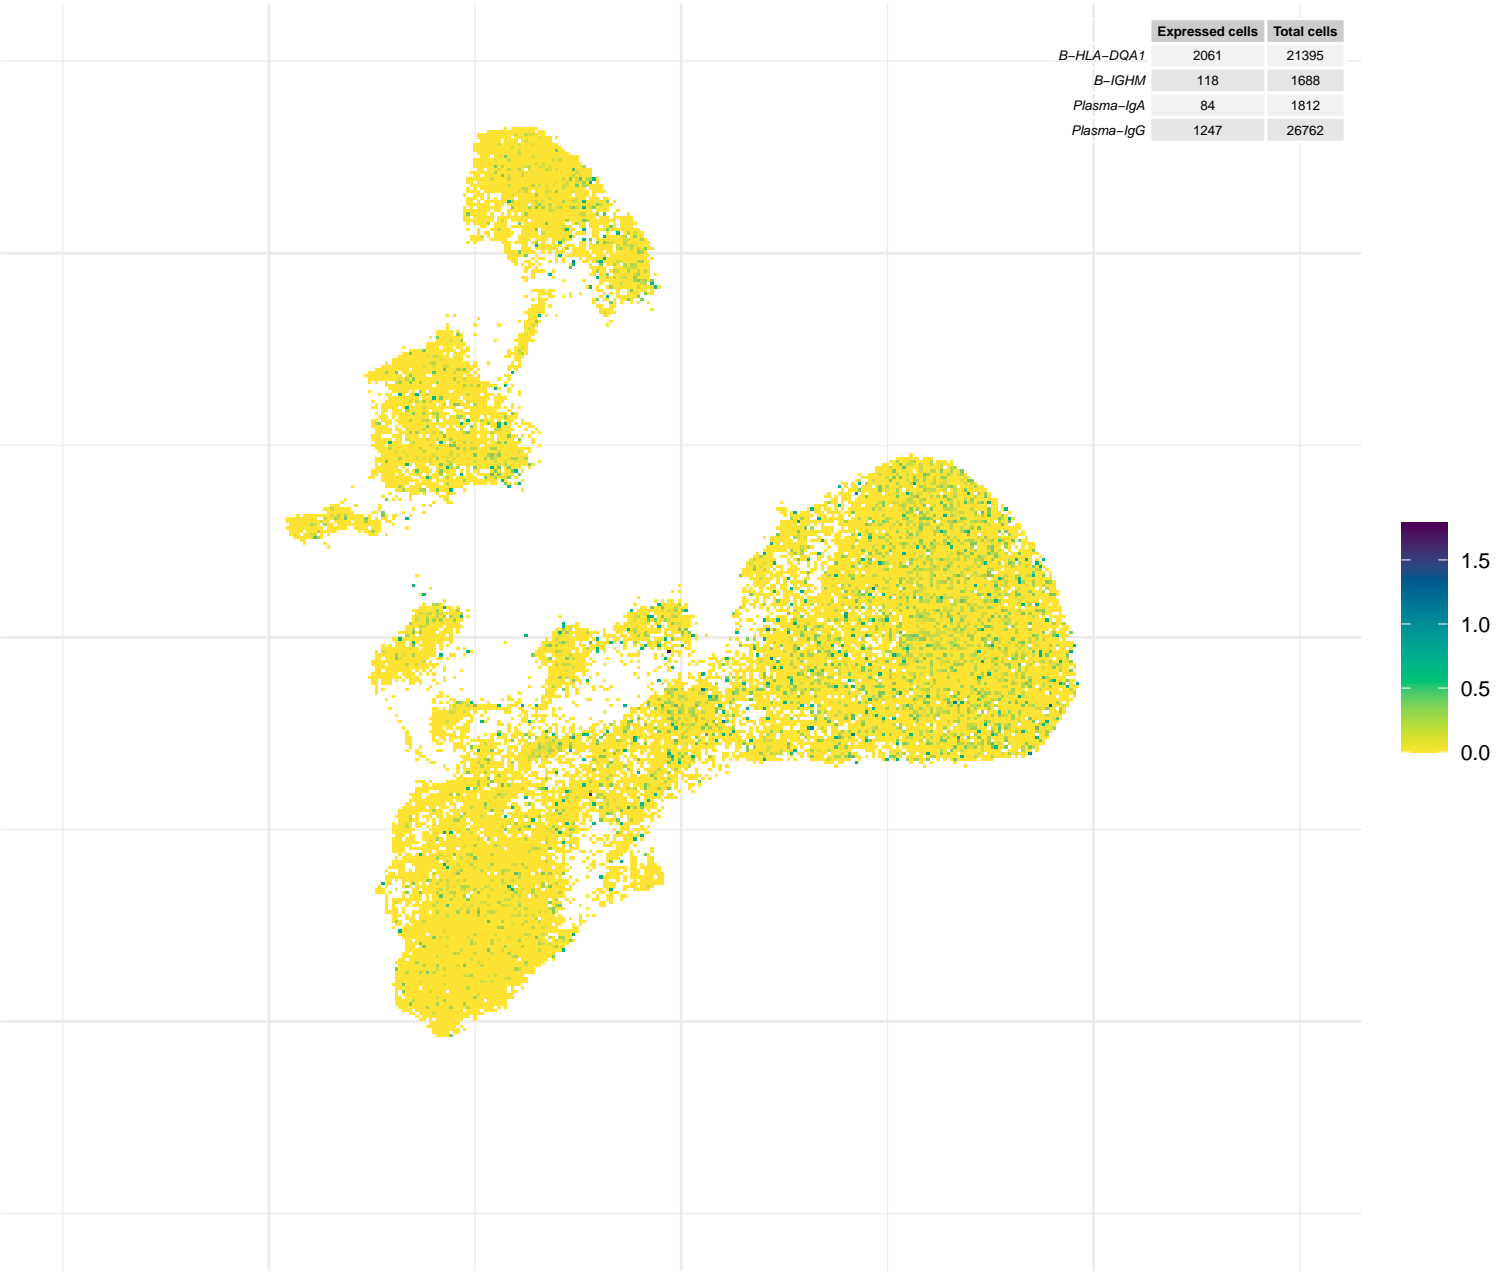 Expressed cells Total cells
B-HLA-DQA1 2061 21395
B-IGHM 118 1688
Plasma-IgA 84 1812
Plasma-IgG 1247 26762
1.5
1.0
0.5
0.0